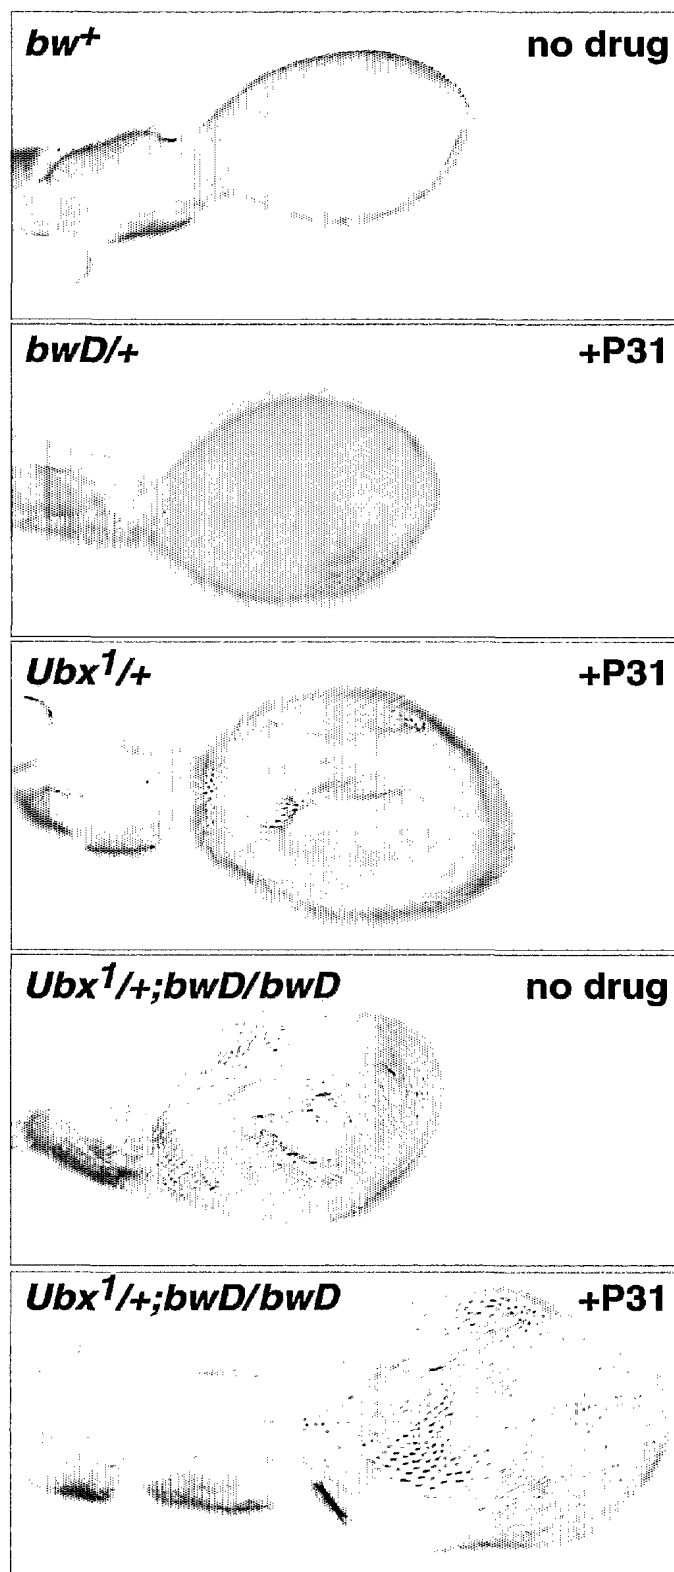 bw+ no drug
bwD/+ +P31
Ubx1/+ +P31
Ubx1/+;bwD/bwD no drug
Ubx1/+;bwD/bwD +P31